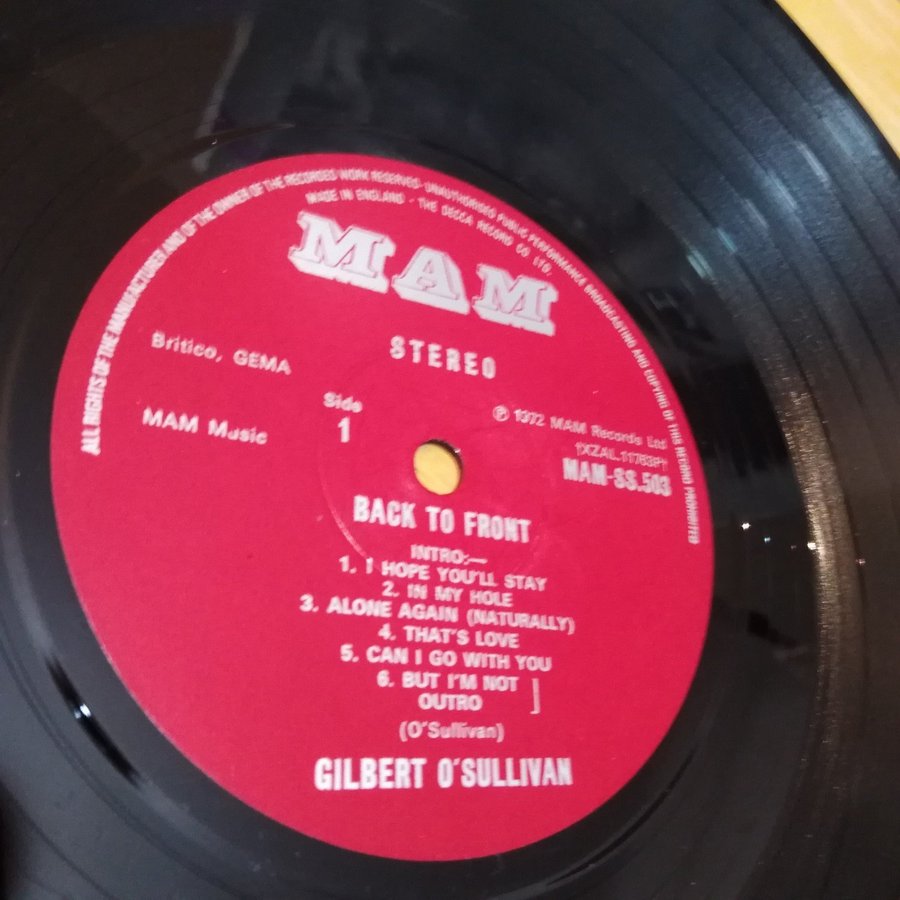 ALL RIGHTS OF THE MANUFACTURER AND OF THE OWNER OF THE RECORDED WORK RESERVED · UNAUTHORISED PUBLIC PERFORMANCE BROADCASTING AND COPYING OF THIS RECORD PROHIBITED
MADE IN ENGLAND · THE DECCA RECORD CO LTD.
MAM
STEREO
Britico, GEMA
MAM Music
Side
1
℗ 1972 MAM Records Ltd
†XZAL.11763P†
MAM-SS.503
BACK TO FRONT
INTRO:—
1. I HOPE YOU'LL STAY
2. IN MY HOLE
3. ALONE AGAIN (NATURALLY)
4. THAT'S LOVE
5. CAN I GO WITH YOU
6. BUT I'M NOT ]
OUTRO
(O'Sullivan)
GILBERT O'SULLIVAN